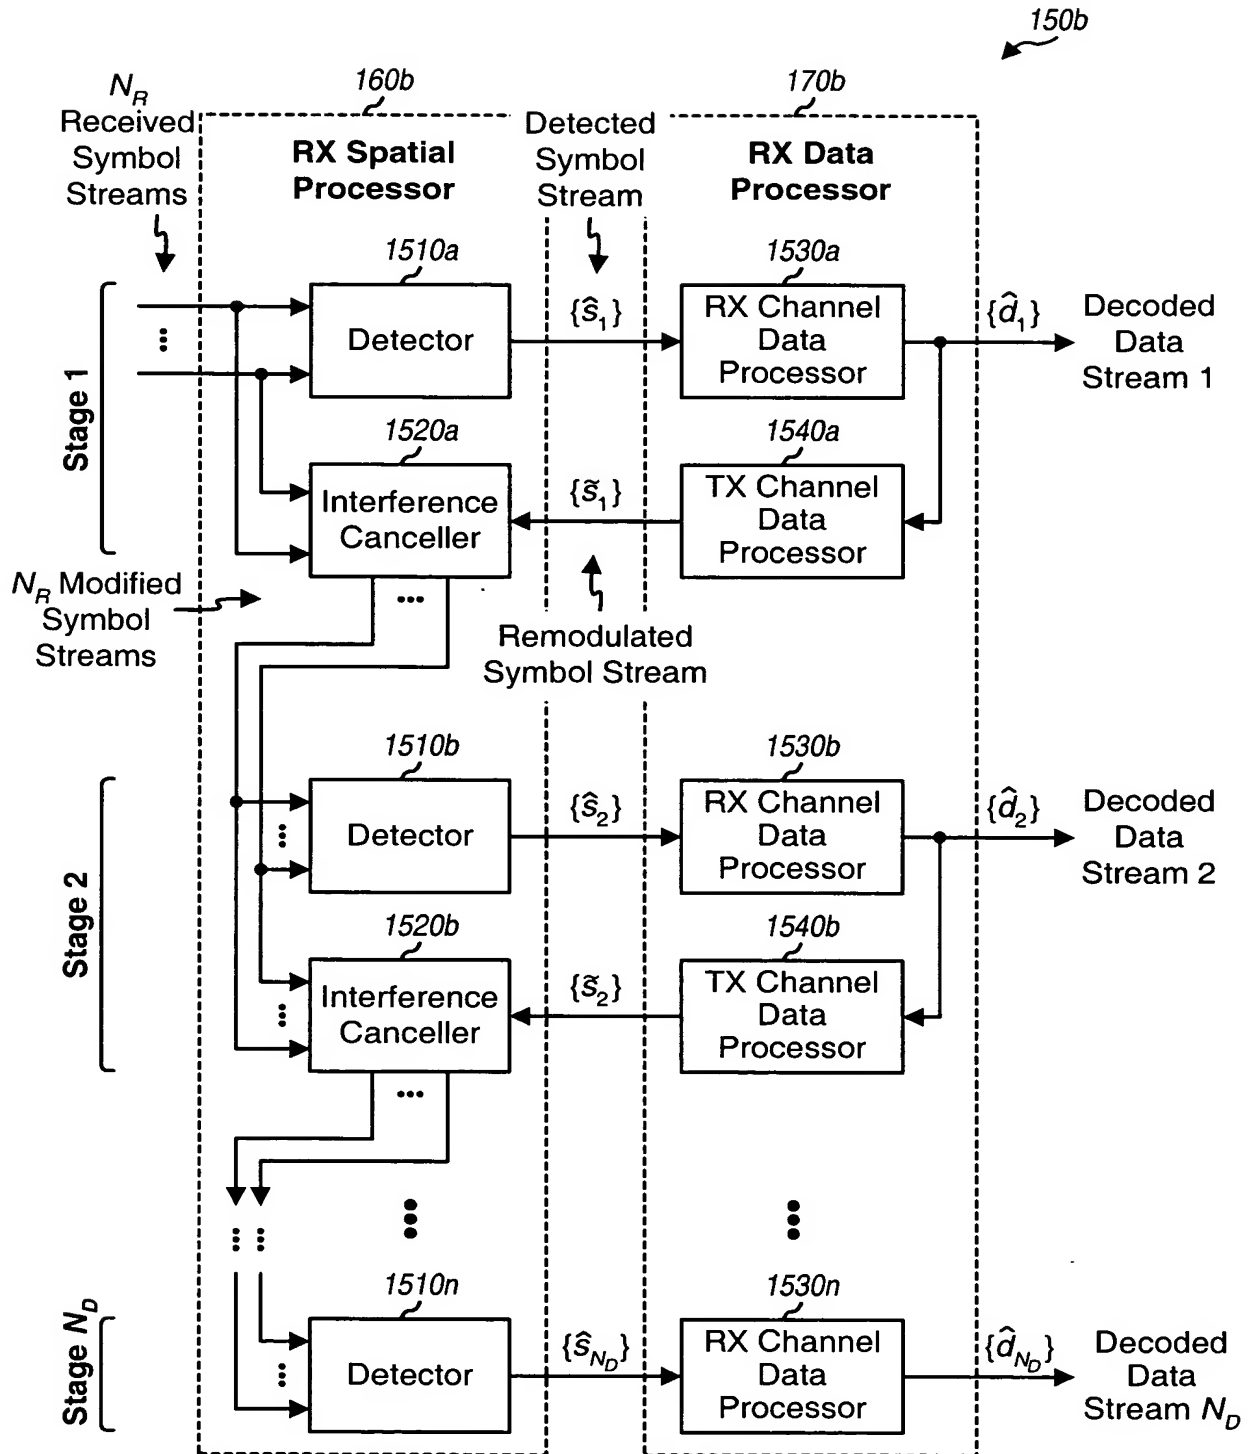 150b
160b
170b
N_R
Received
Symbol
Streams
RX Spatial
Processor
Detected
Symbol
Stream
RX Data
Processor
Stage 1
1510a
Detector
{ŝ_1}
1530a
RX Channel
Data
Processor
{d̂_1}
Decoded
Data
Stream 1
1520a
Interference
Canceller
{s̃_1}
1540a
TX Channel
Data
Processor
N_R Modified
Symbol
Streams
Remodulated
Symbol Stream
Stage 2
1510b
Detector
{ŝ_2}
1530b
RX Channel
Data
Processor
{d̂_2}
Decoded
Data
Stream 2
1520b
Interference
Canceller
{s̃_2}
1540b
TX Channel
Data
Processor
Stage N_D
1510n
Detector
{ŝ_{N_D}}
1530n
RX Channel
Data
Processor
{d̂_{N_D}}
Decoded
Data
Stream N_D